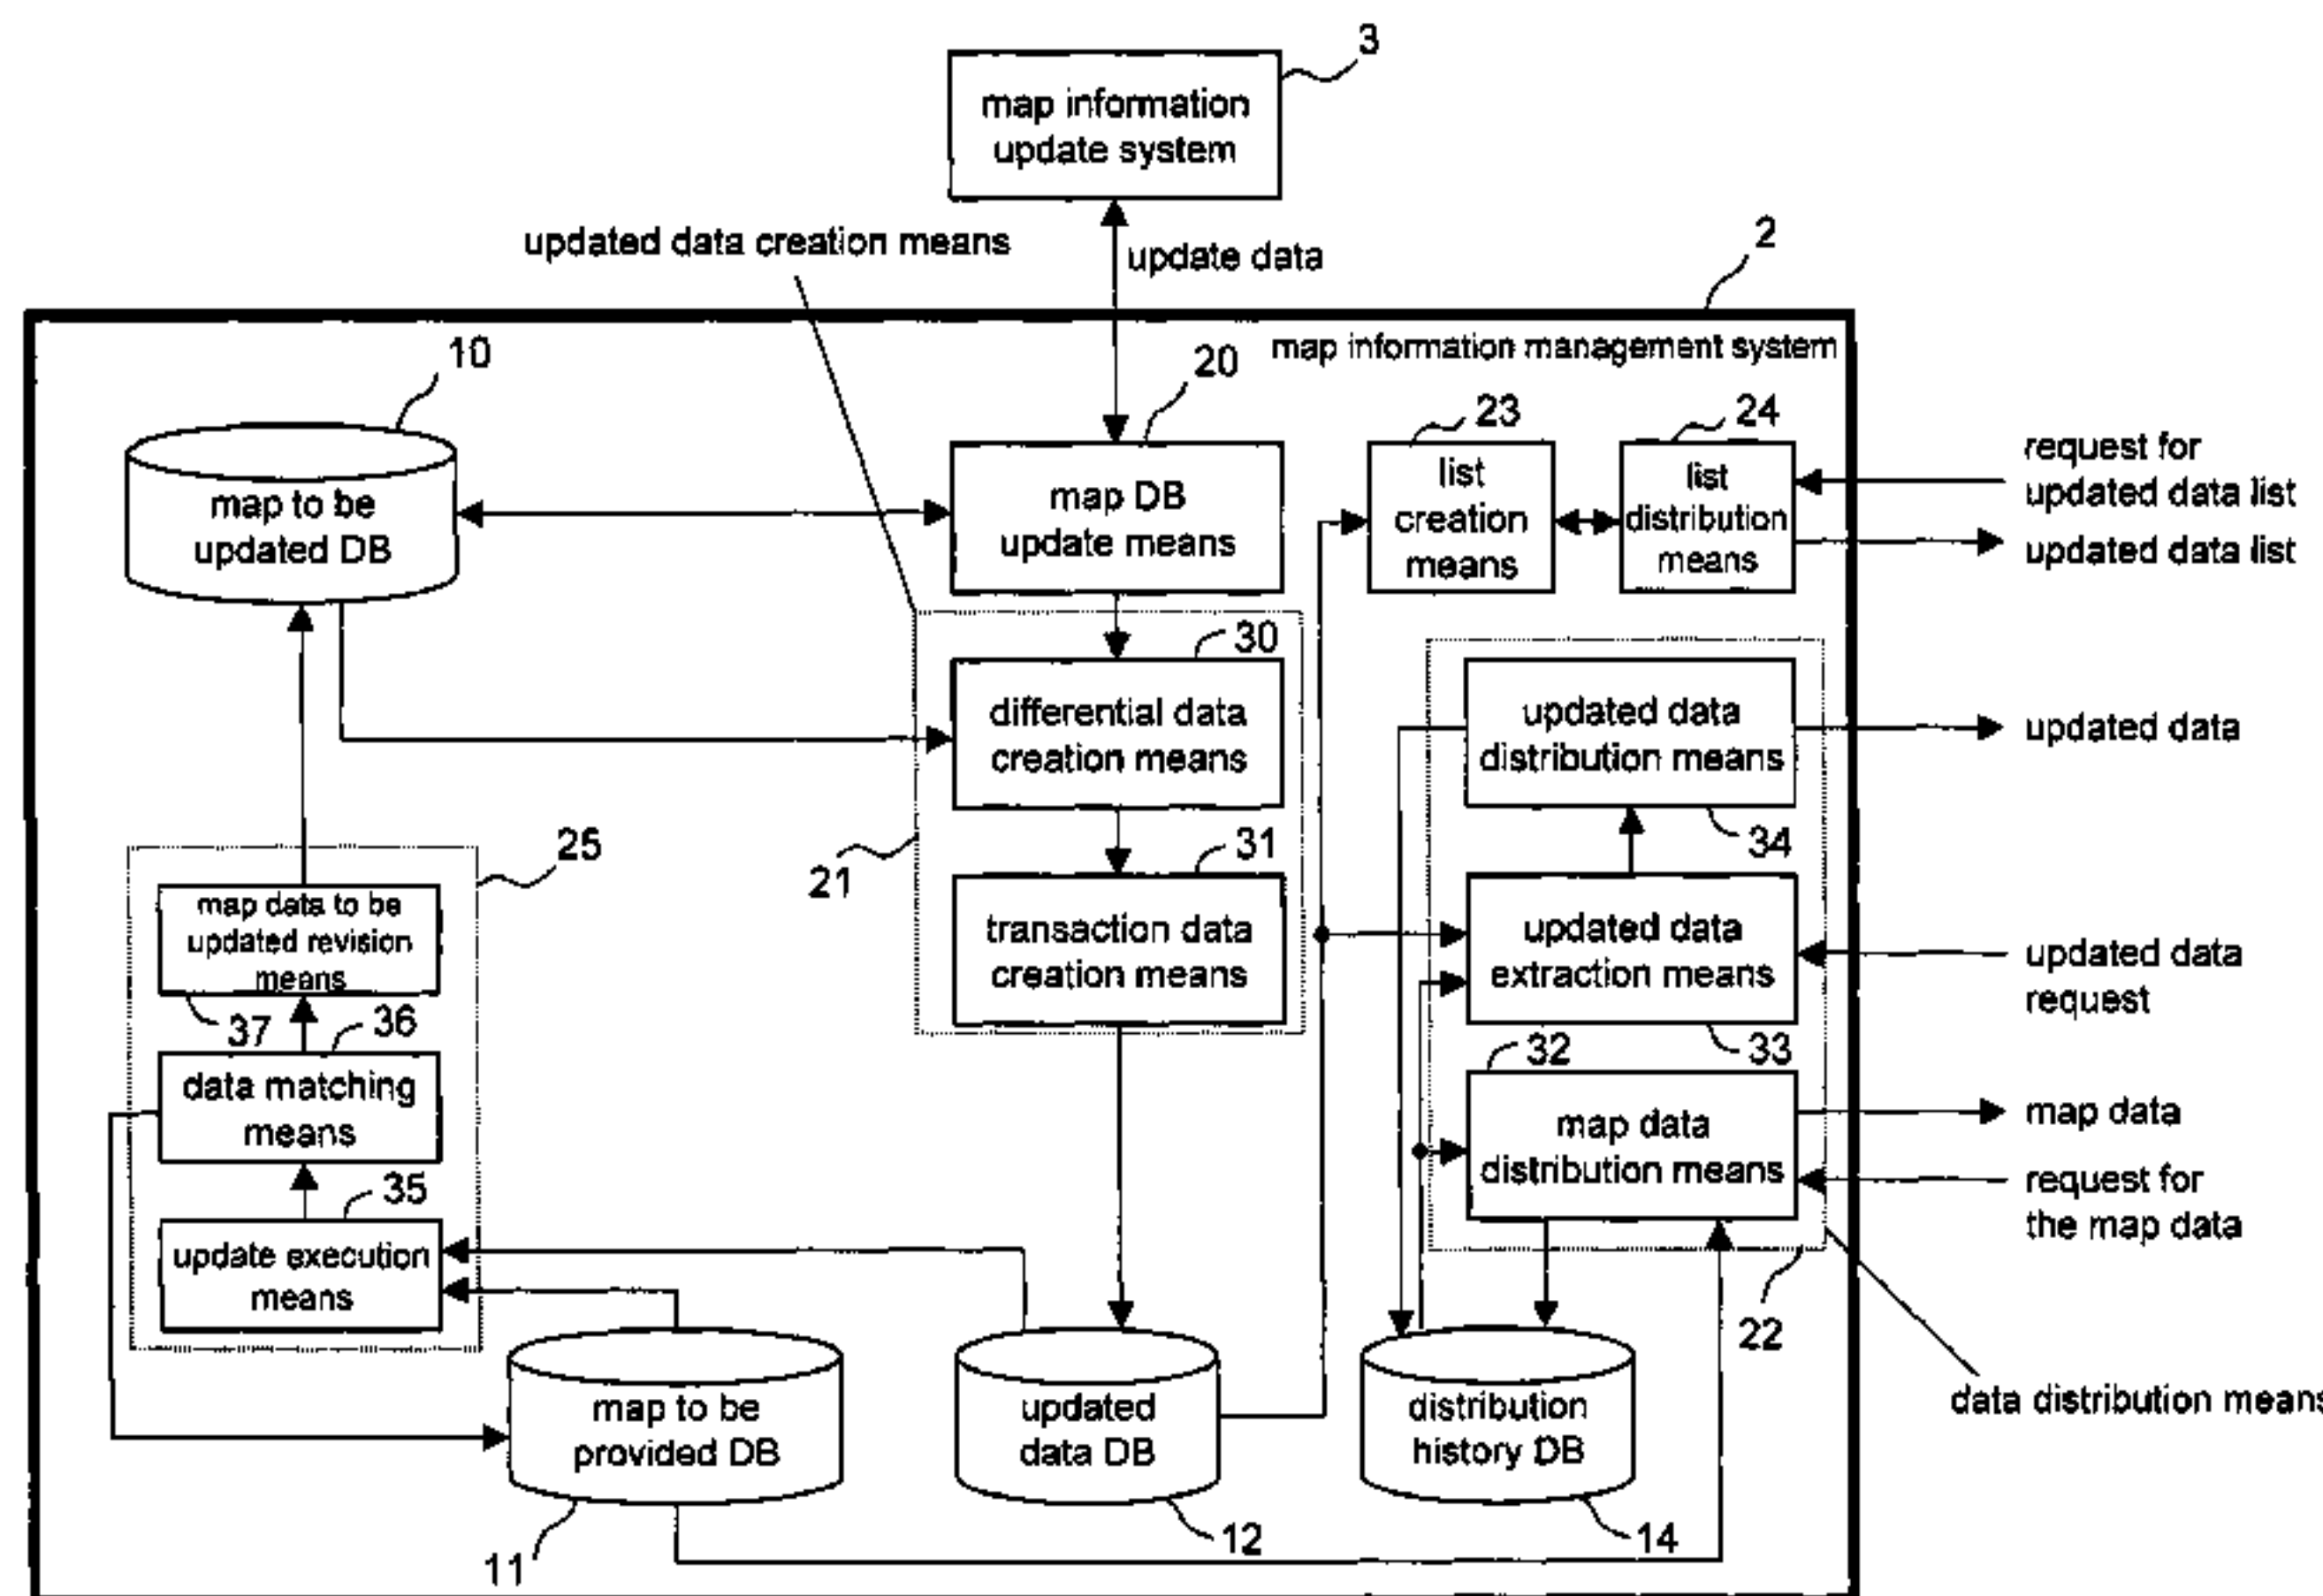 3
map information
update system
updated data creation means
update data
2
map information management system
10
20
23
24
map to be
updated DB
map DB
update means
list
creation
means
list
distribution
means
request for
updated data list
updated data list
30
differential data
creation means
updated data
distribution means
updated data
34
25
21
31
map data to be
updated revision
means
transaction data
creation means
updated data
extraction means
updated data
request
37
36
32
33
data matching
means
map data
distribution means
map data
35
request for
the map data
update execution
means
22
map to be
provided DB
updated
data DB
distribution
history DB
data distribution means
11
12
14